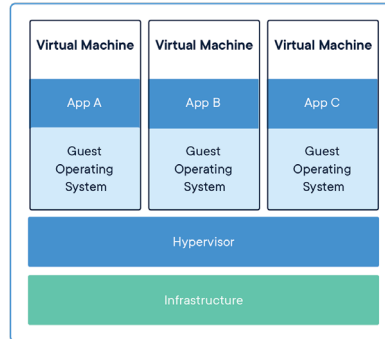 Virtual Machine
Virtual Machine
Virtual Machine
App A
App B
App C
Guest
Operating
System
Guest
Operating
System
Guest
Operating
System
Hypervisor
Infrastructure